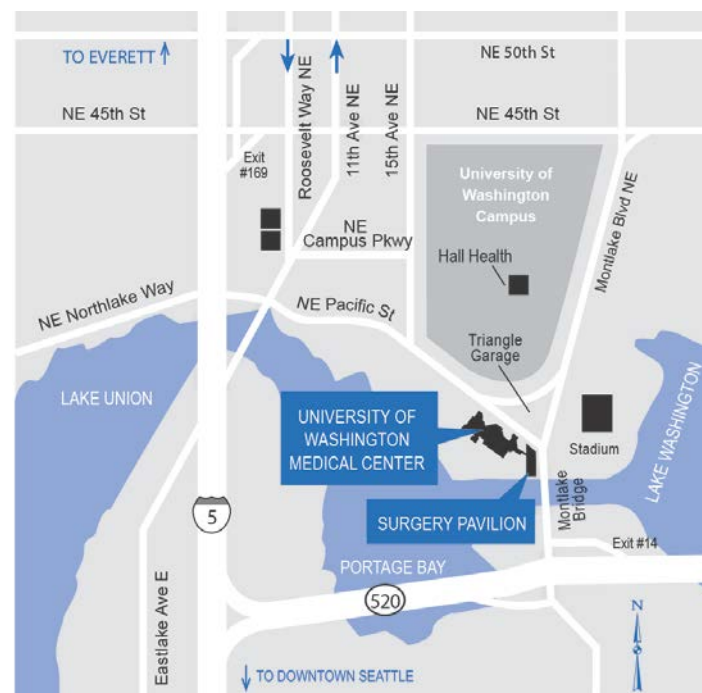 TO EVERETT
NE 50th St
NE 45th St
NE 45th St
Exit
#169
Roosevelt Way NE
11th Ave NE
15th Ave NE
University of
Washington
Campus
Montlake Blvd NE
NE
Campus Pkwy
Hall Health
NE Northlake Way
NE Pacific St
Triangle
Garage
LAKE UNION
UNIVERSITY OF
WASHINGTON
MEDICAL CENTER
Stadium
LAKE WASHINGTON
5
SURGERY PAVILION
Montlake
Bridge
Exit #14
PORTAGE BAY
520
Eastlake Ave E
N
TO DOWNTOWN SEATTLE